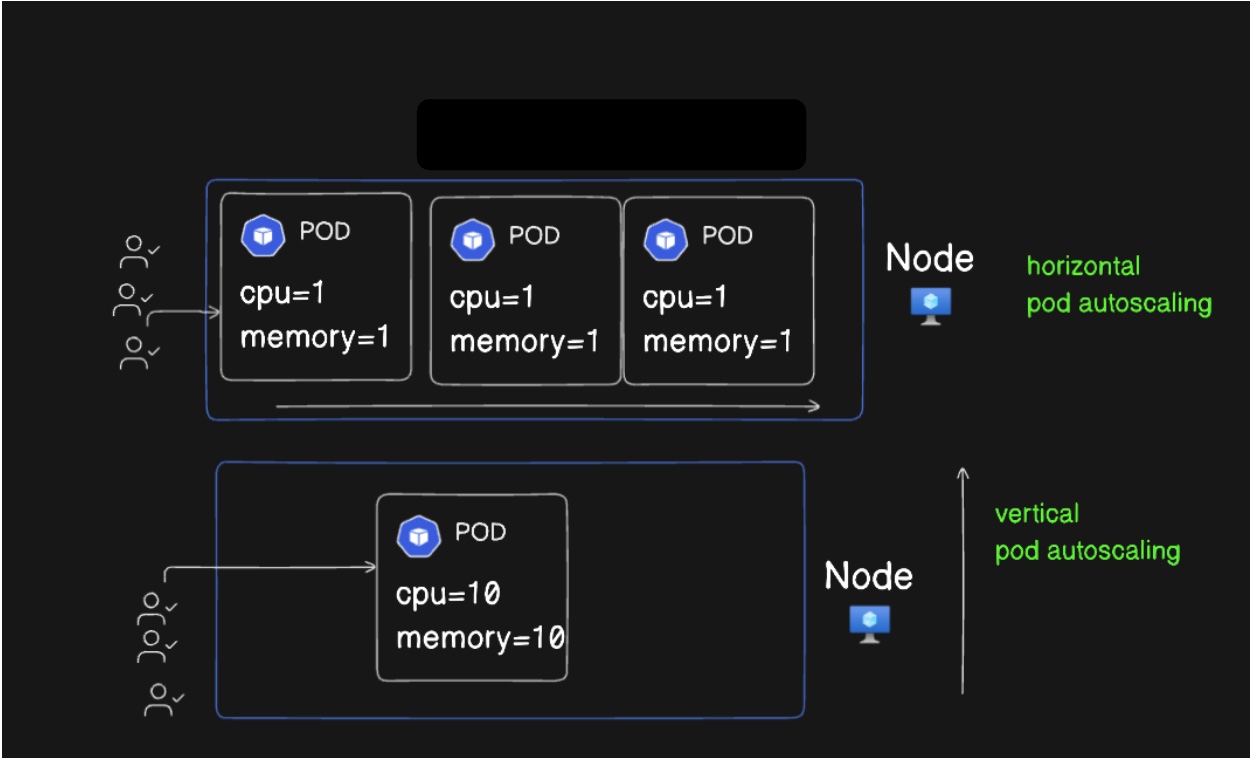 POD
cpu=1
memory=1
POD
cpu=1
memory=1
POD
cpu=1
memory=1
Node
horizontal
pod autoscaling
POD
cpu=10
memory=10
Node
vertical
pod autoscaling